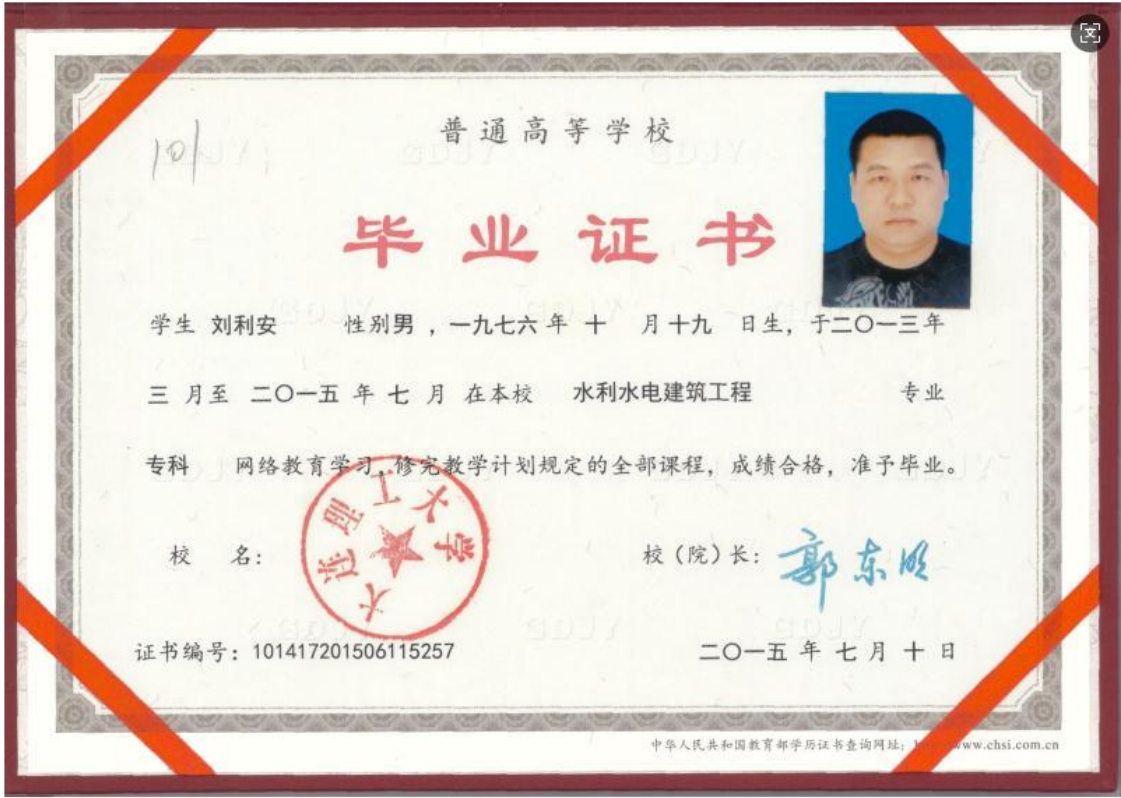 101
普通高等学校
毕业证书
学生 刘利安 性别男 ，一九七六年 十 月十九 日生，于二〇一三年
三 月至 二〇一五 年 七 月 在本校 水利水电建筑工程 专业
专科 网络教育学习，修完教学计划规定的全部课程，成绩合格，准予毕业。
大连理工大学
校 名： 校（院）长： 郭东明
证书编号：101417201506115257 二〇一五 年 七 月 十 日
中华人民共和国教育部学历证书查询网址： www.chsi.com.cn